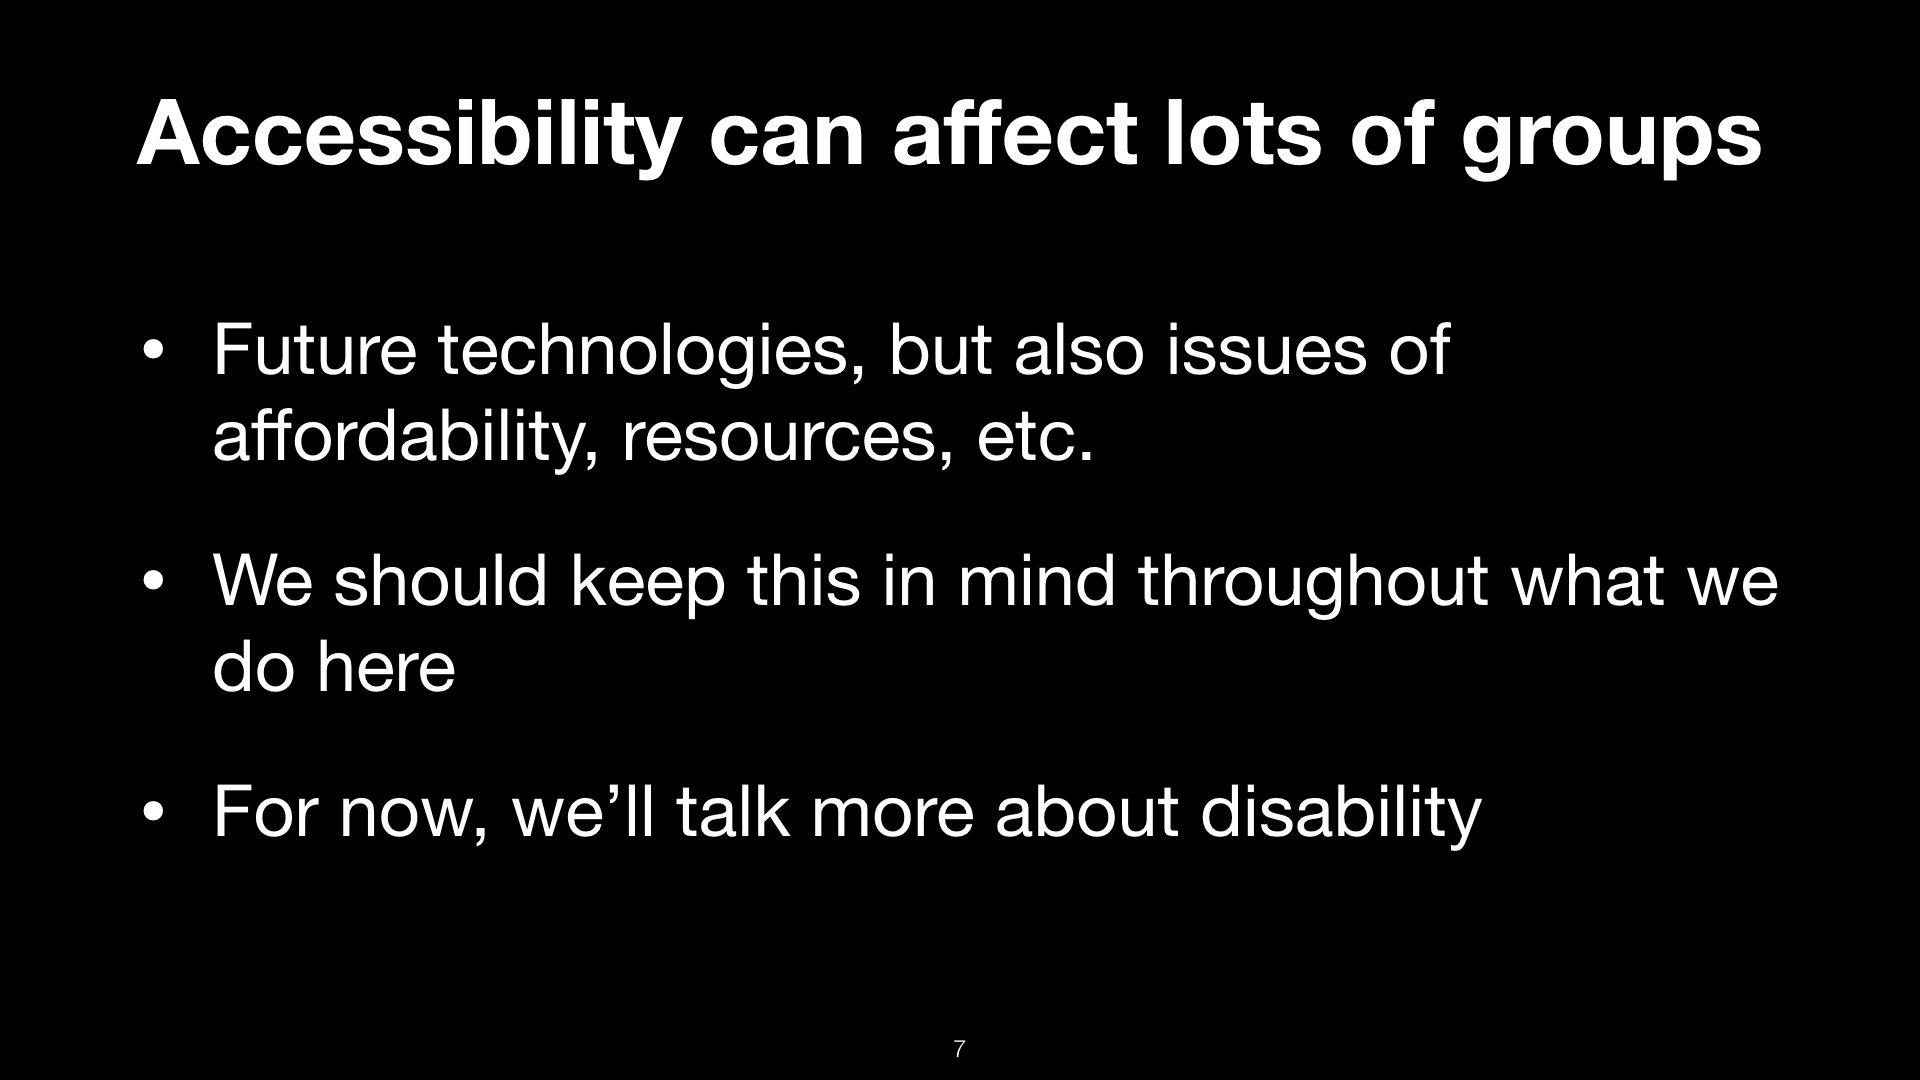 Accessibility can affect lots of groups
• Future technologies, but also issues of
affordability, resources, etc.
• We should keep this in mind throughout what we
do here
• For now, we’ll talk more about disability
7